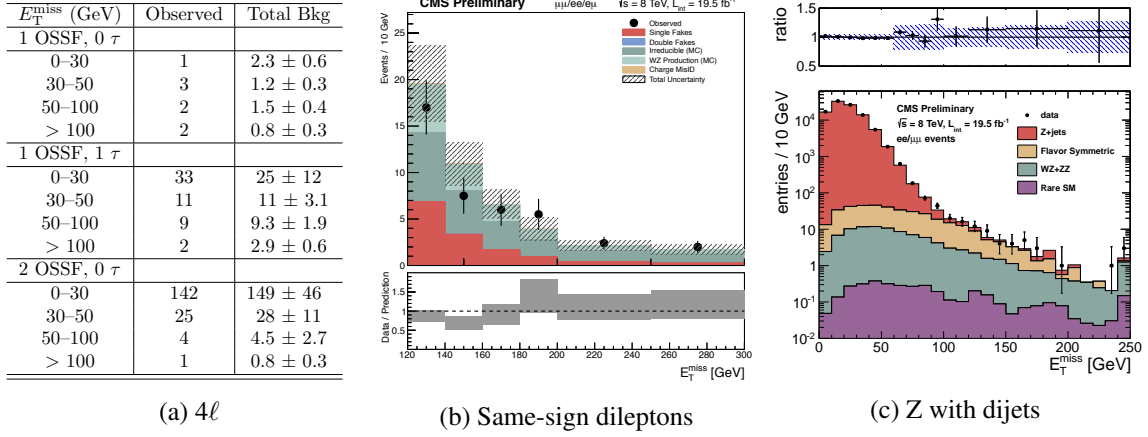 E_T^miss (GeV) Observed Total Bkg
1 OSSF, 0 τ
0–30 1 2.3 ± 0.6
30–50 3 1.2 ± 0.3
50–100 2 1.5 ± 0.4
> 100 2 0.8 ± 0.3
1 OSSF, 1 τ
0–30 33 25 ± 12
30–50 11 11 ± 3.1
50–100 9 9.3 ± 1.9
> 100 2 2.9 ± 0.6
2 OSSF, 0 τ
0–30 142 149 ± 46
30–50 25 28 ± 11
50–100 4 4.5 ± 2.7
> 100 1 0.8 ± 0.3
(a) 4ℓ
CMS Preliminary μμ/ee/eμ √s = 8 TeV, L_int = 19.5 fb⁻¹
Events / 10 GeV
25
20
15
10
5
0
Observed
Single Fakes
Double Fakes
Irreducible (MC)
WZ Production (MC)
Charge MisID
Total Uncertainty
Data / Prediction
1.5
1
0.5
120 140 160 180 200 220 240 260 280 300
E_T^miss [GeV]
(b) Same-sign dileptons
ratio
1.5
1.0
0.5
entries / 10 GeV
10⁴
10³
10²
10
1
10⁻¹
10⁻²
CMS Preliminary
√s = 8 TeV, L_int = 19.5 fb⁻¹
ee/μμ events
data
Z+jets
Flavor Symmetric
WZ+ZZ
Rare SM
0 50 100 150 200 250
E_T^miss [GeV]
(c) Z with dijets